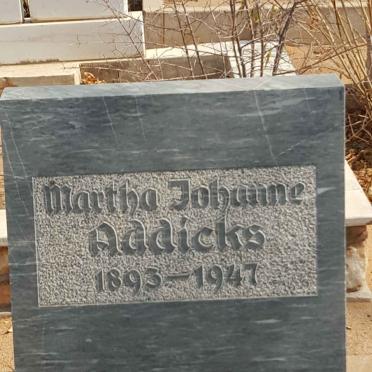 Martha Johanne
Addicks
1893-1947